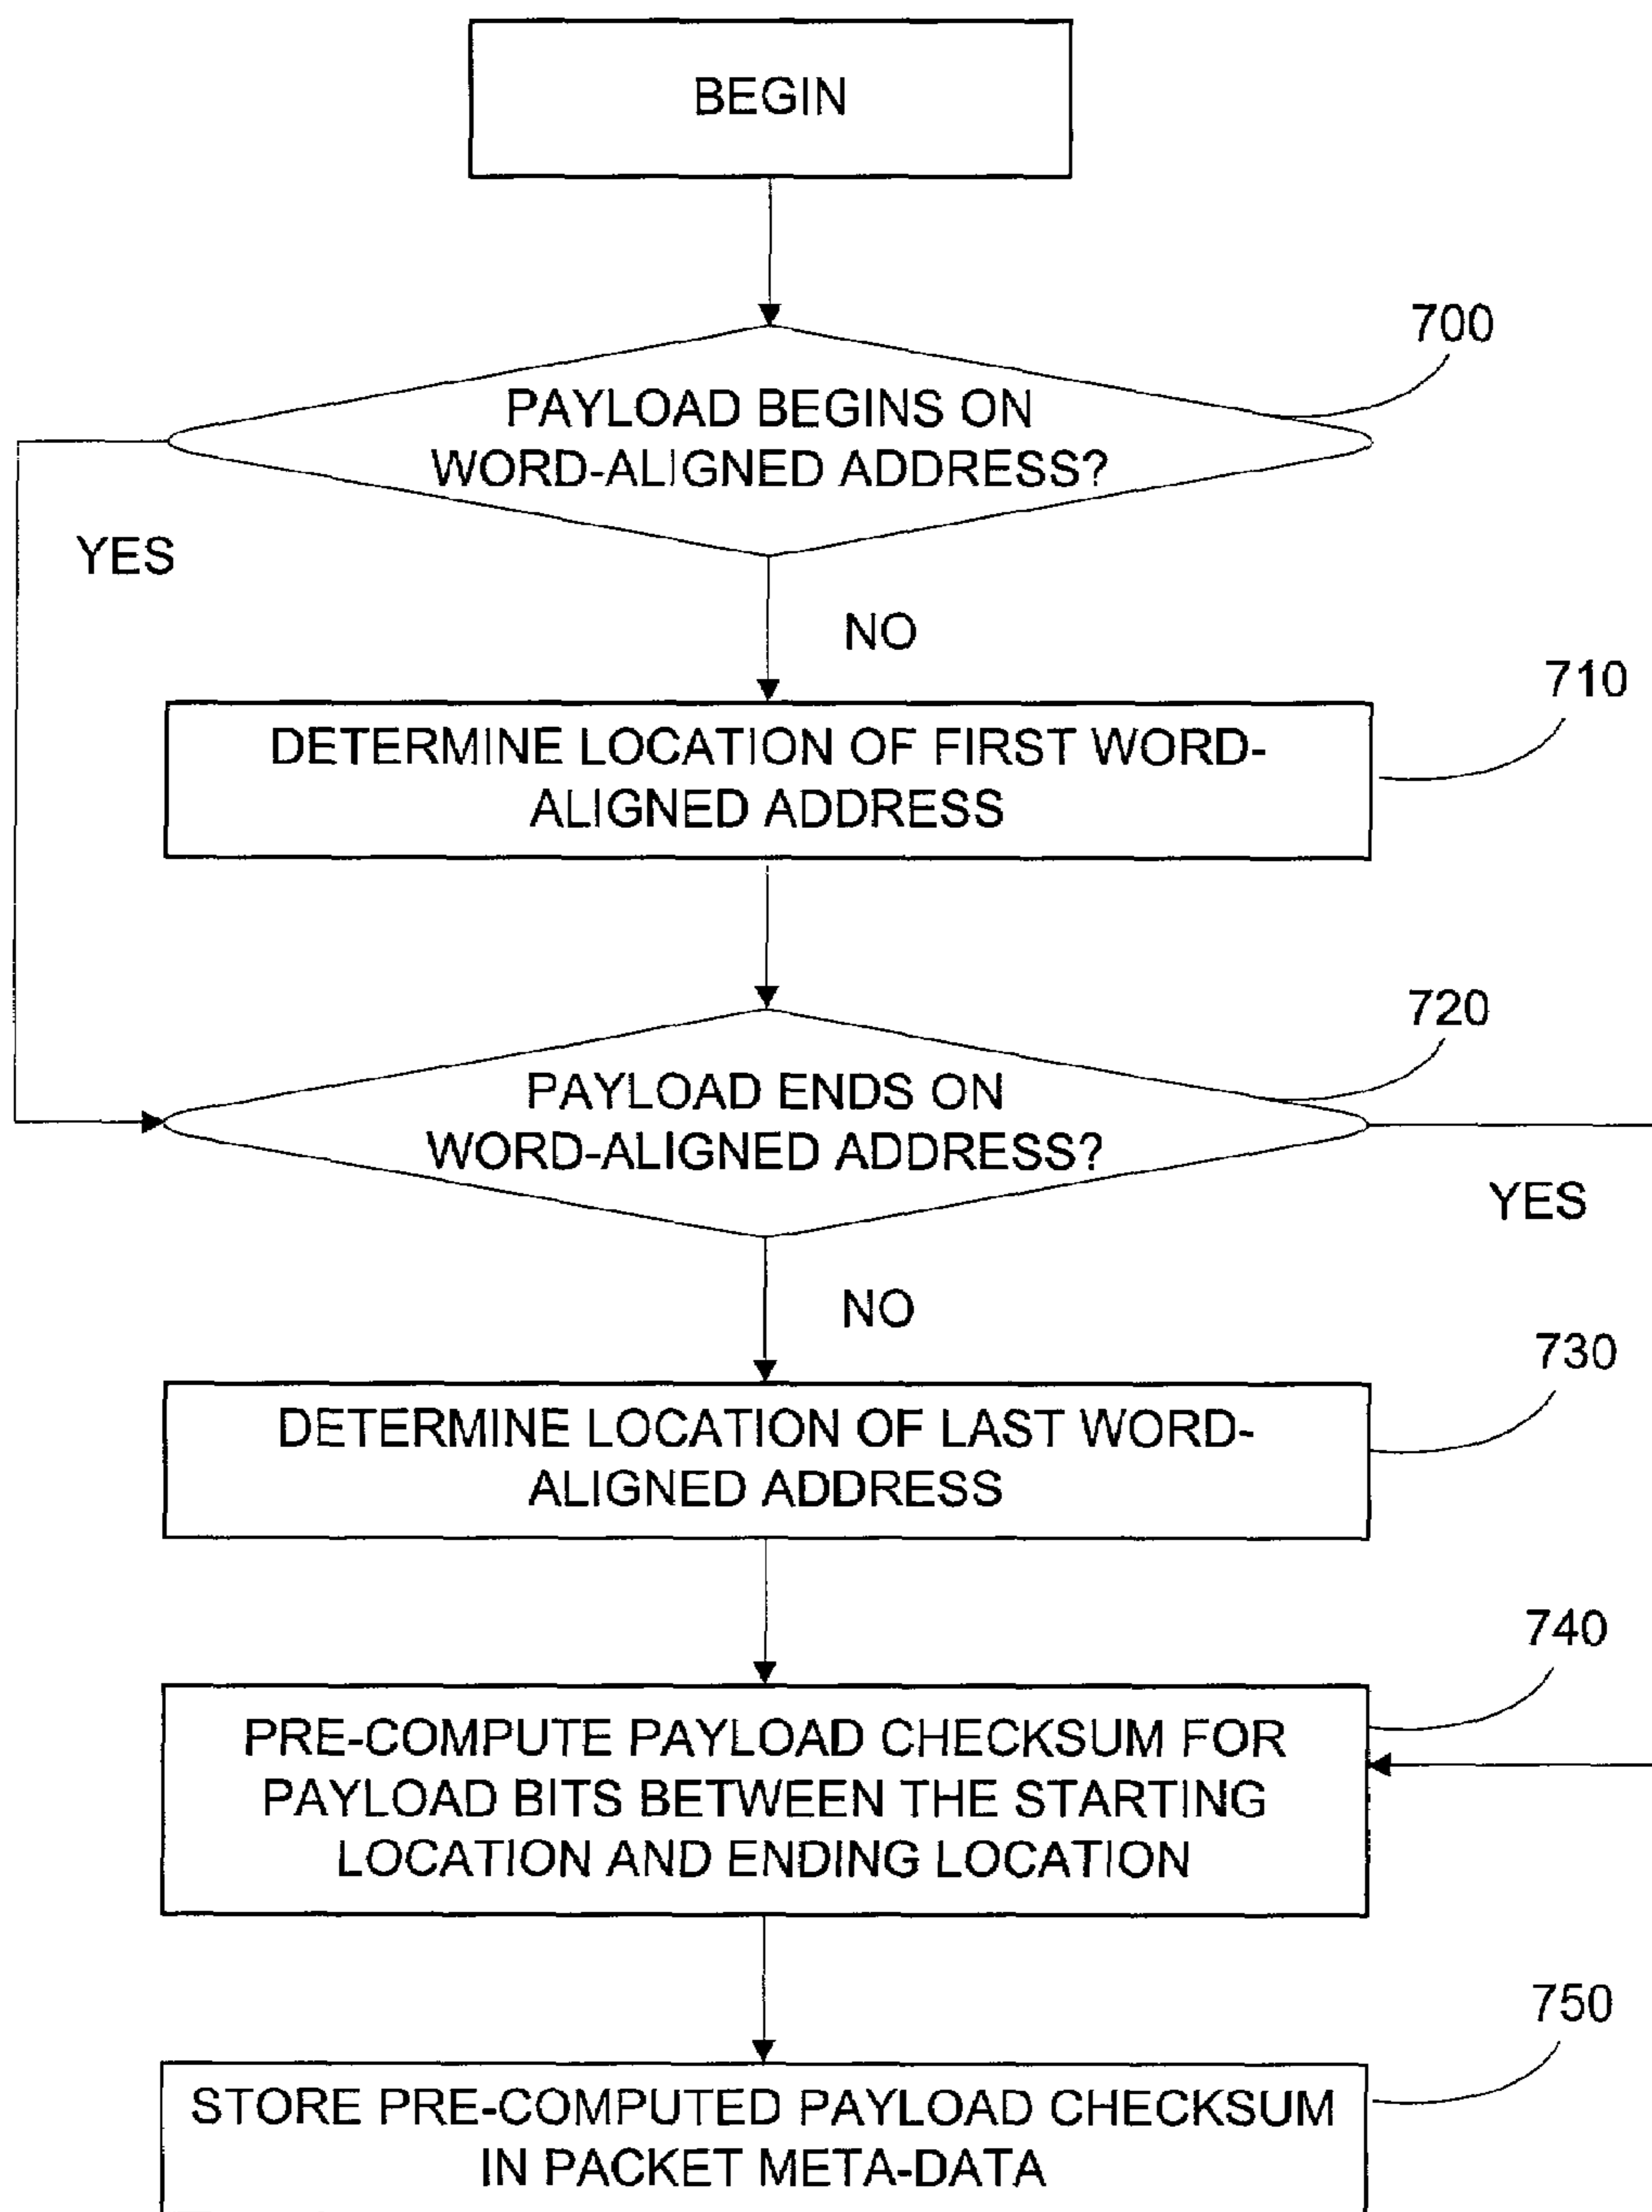 BEGIN
700
PAYLOAD BEGINS ON
WORD-ALIGNED ADDRESS?
YES
NO
710
DETERMINE LOCATION OF FIRST WORD-
ALIGNED ADDRESS
720
PAYLOAD ENDS ON
WORD-ALIGNED ADDRESS?
YES
NO
730
DETERMINE LOCATION OF LAST WORD-
ALIGNED ADDRESS
740
PRE-COMPUTE PAYLOAD CHECKSUM FOR
PAYLOAD BITS BETWEEN THE STARTING
LOCATION AND ENDING LOCATION
750
STORE PRE-COMPUTED PAYLOAD CHECKSUM
IN PACKET META-DATA